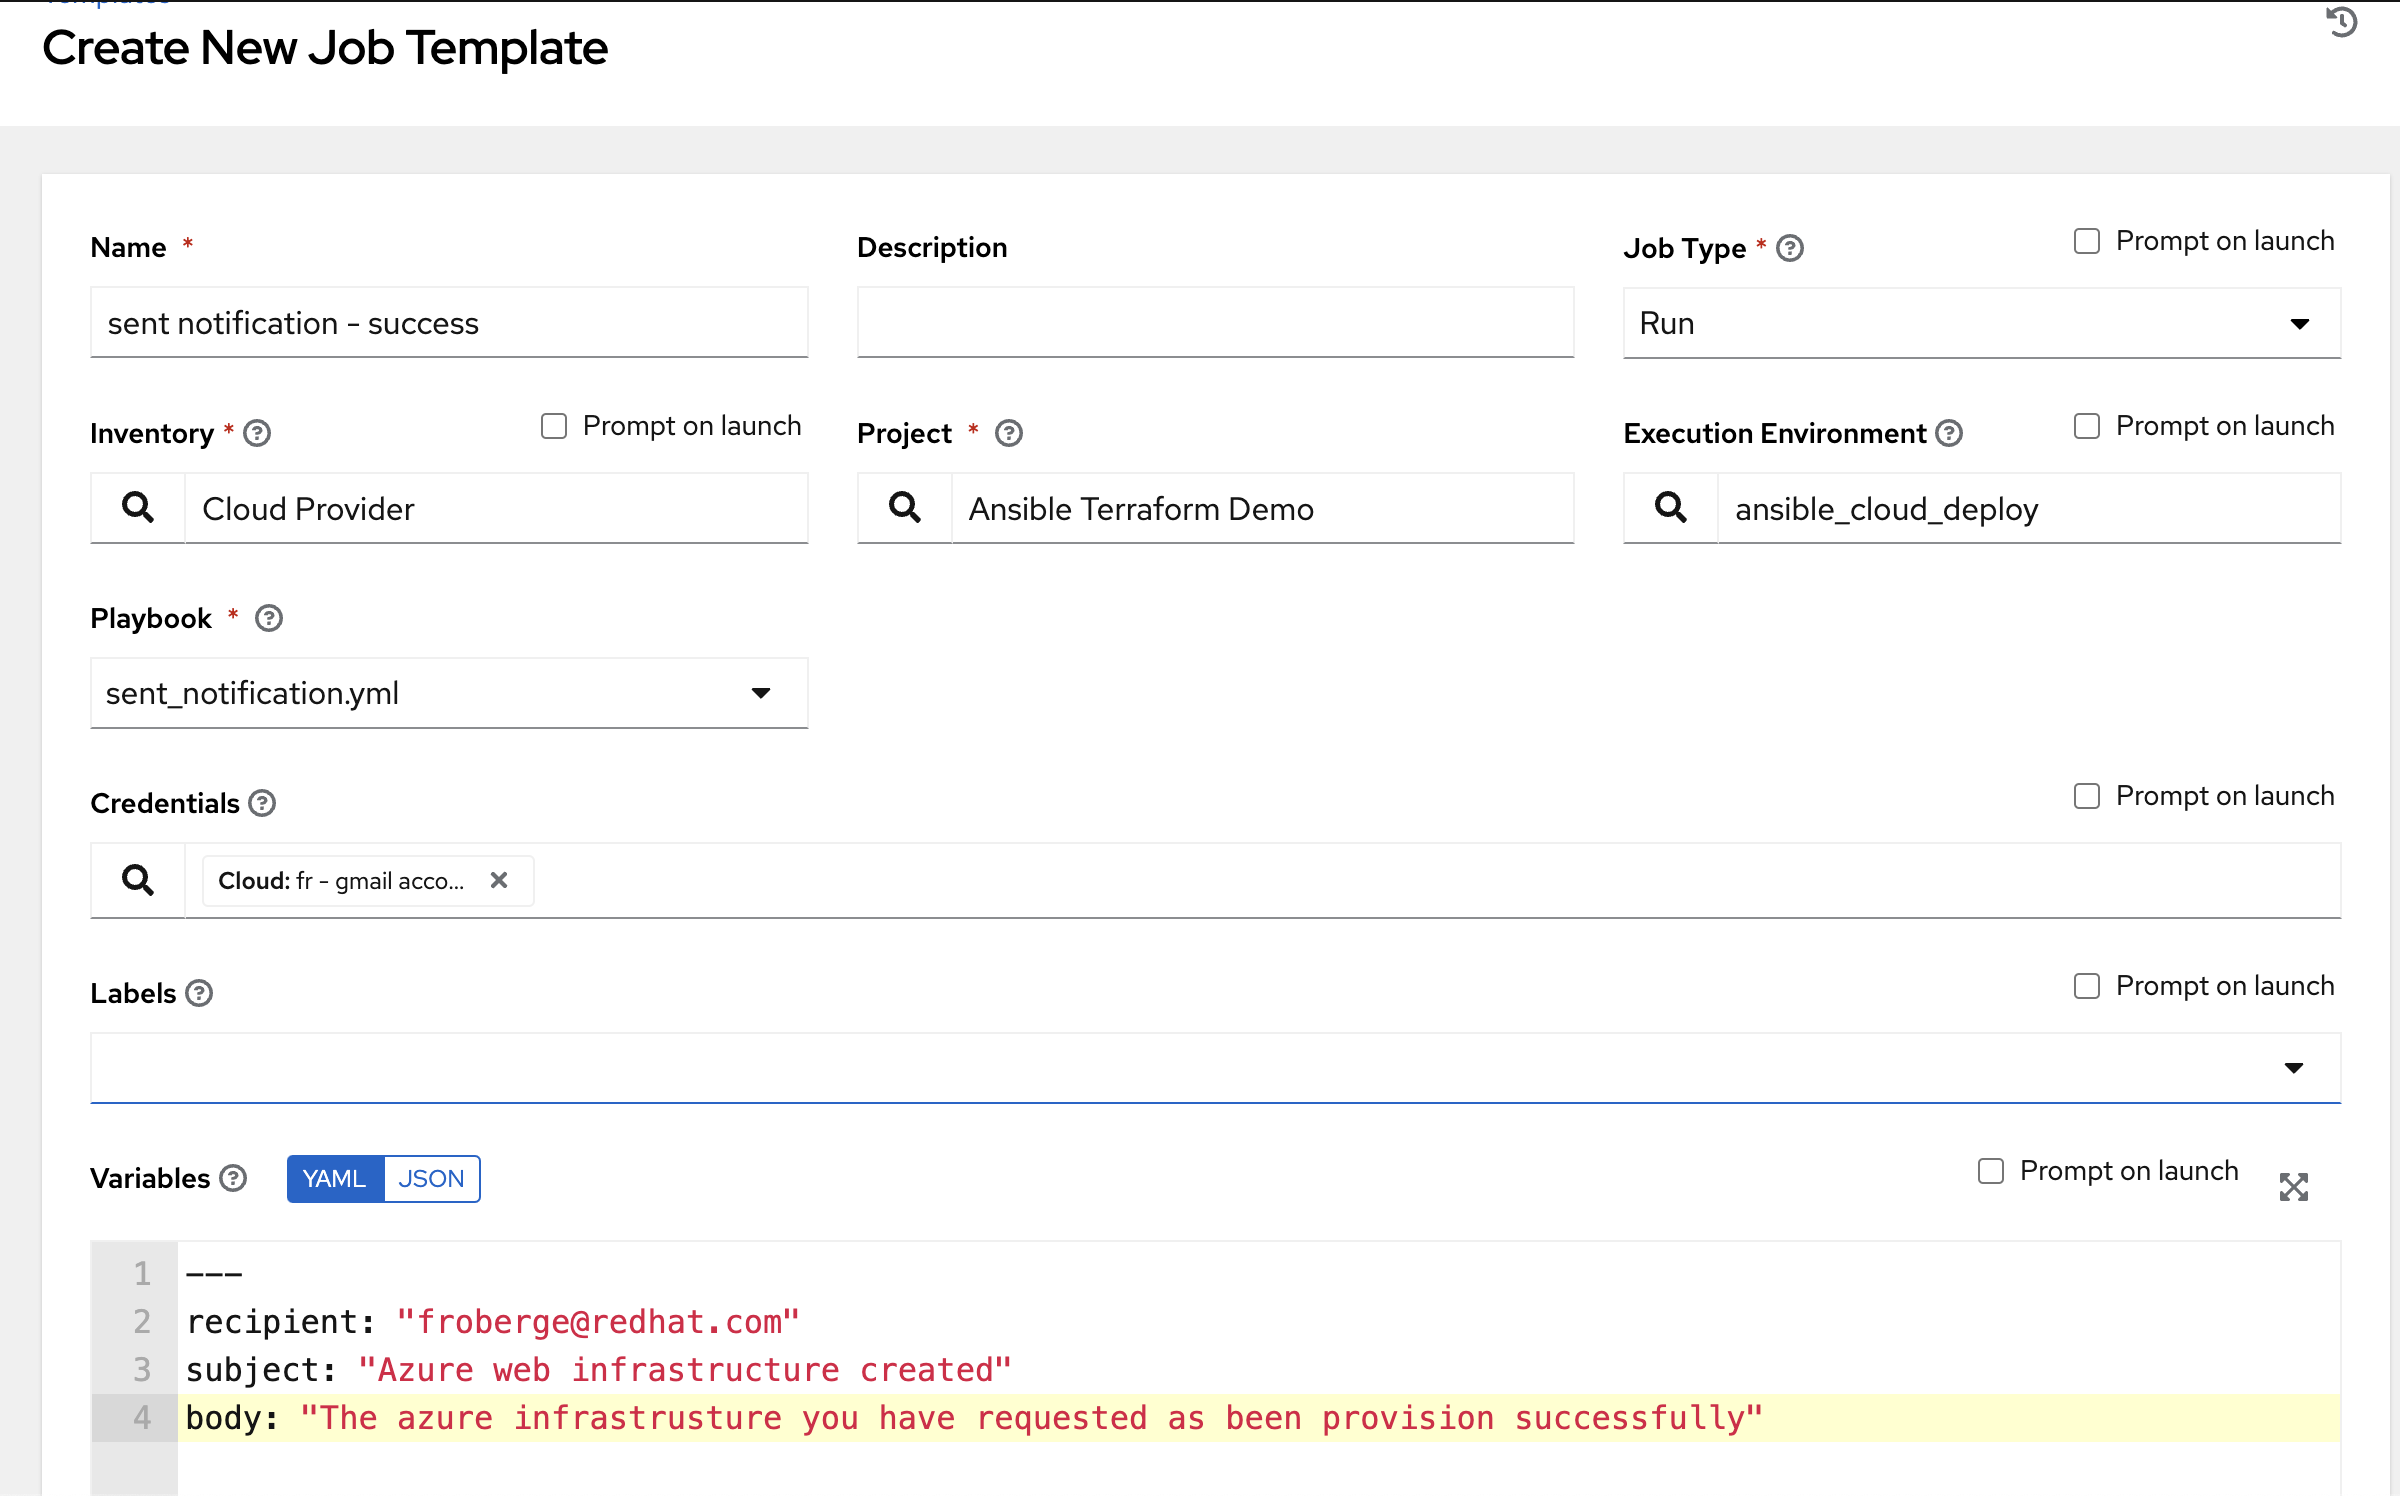 Templates
Create New Job Template
Name *
Description
Job Type *
Prompt on launch
sent notification - success
Run
Inventory *
Prompt on launch
Project *
Execution Environment
Prompt on launch
Cloud Provider
Ansible Terraform Demo
ansible_cloud_deploy
Playbook *
sent_notification.yml
Credentials
Prompt on launch
Cloud: fr - gmail acco...
Labels
Prompt on launch
Variables
YAML
JSON
Prompt on launch
1 ---
2 recipient: "froberge@redhat.com"
3 subject: "Azure web infrastructure created"
4 body: "The azure infrastrusture you have requested as been provision successfully"